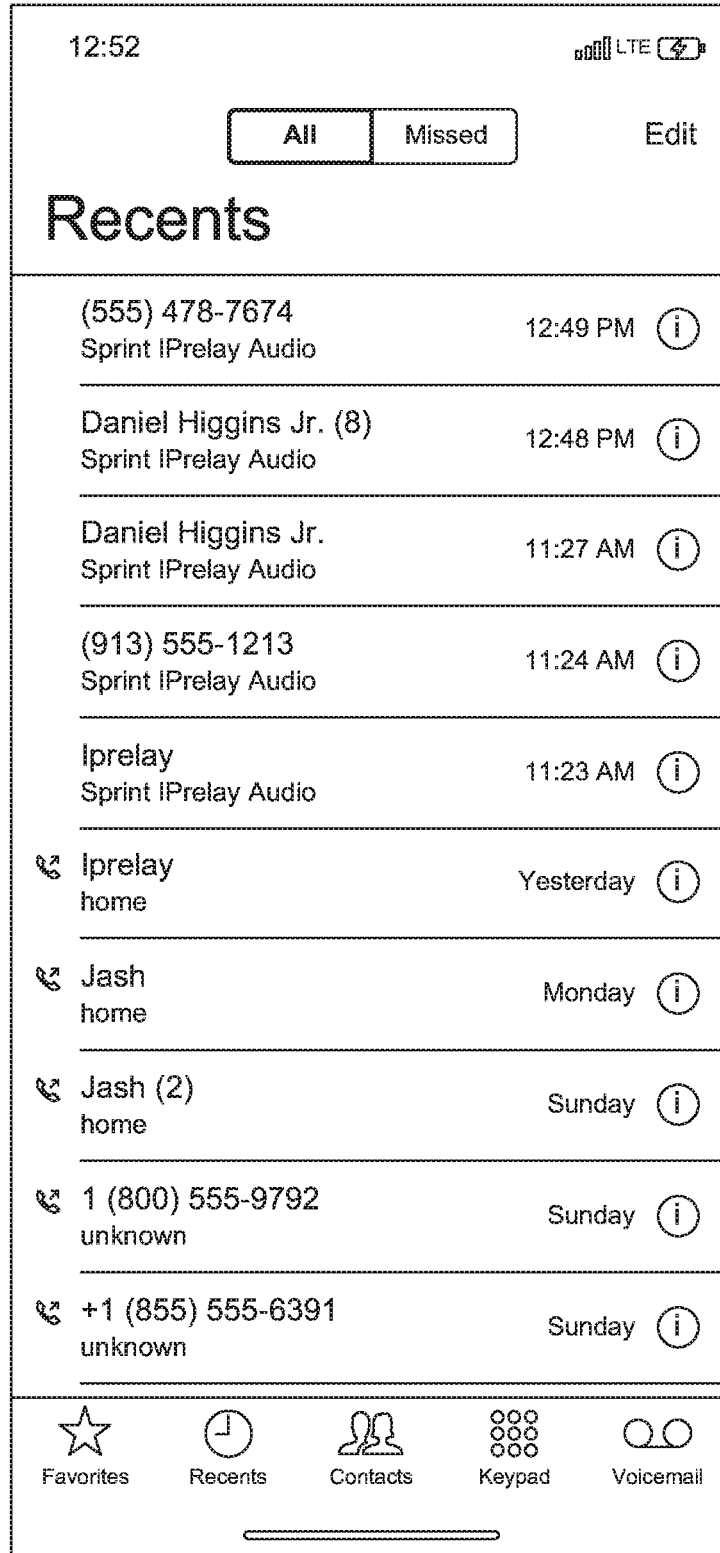 12:52 LTE
All Missed Edit
Recents
(555) 478-7674
Sprint IPrelay Audio
12:49 PM i
Daniel Higgins Jr. (8)
Sprint IPrelay Audio
12:48 PM i
Daniel Higgins Jr.
Sprint IPrelay Audio
11:27 AM i
(913) 555-1213
Sprint IPrelay Audio
11:24 AM i
Iprelay
Sprint IPrelay Audio
11:23 AM i
Iprelay
home
Yesterday i
Jash
home
Monday i
Jash (2)
home
Sunday i
1 (800) 555-9792
unknown
Sunday i
+1 (855) 555-6391
unknown
Sunday i
Favorites Recents Contacts Keypad Voicemail